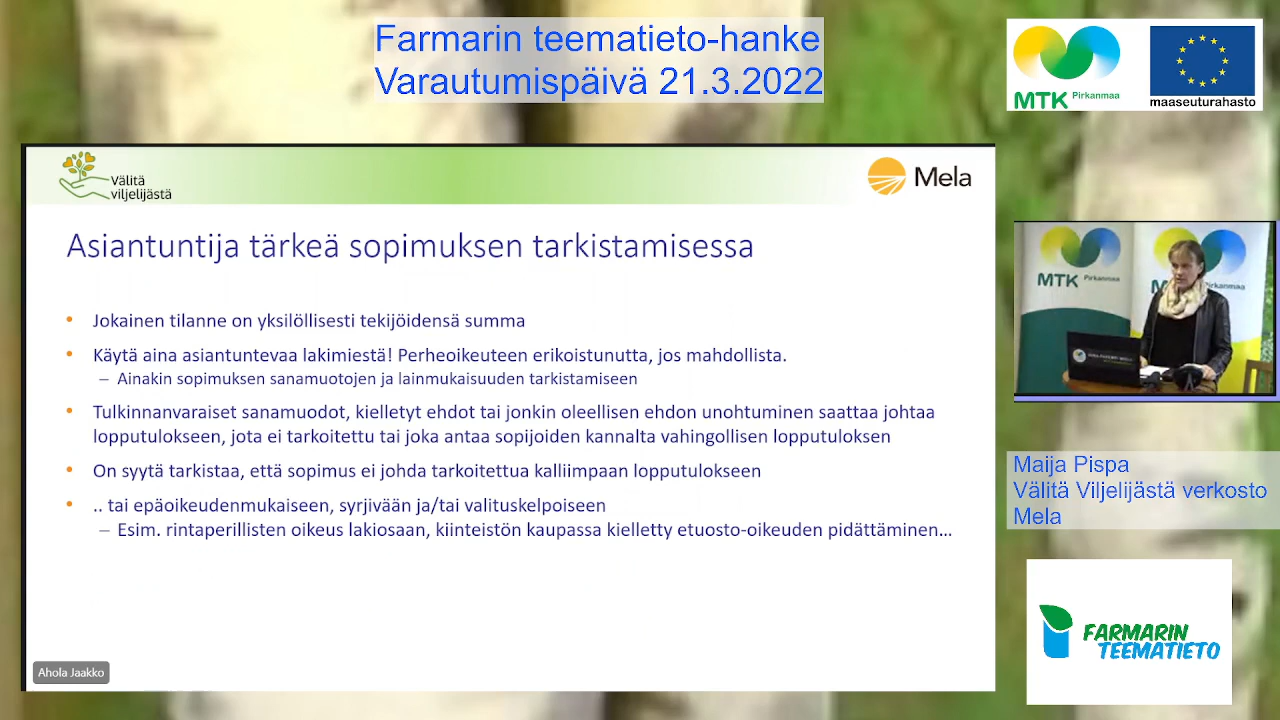 Farmarin teematieto-hanke
Varautumispäivä 21.3.2022
MTK Pirkanmaa
maaseuturahasto
Välitä
viljelijästä
Mela
Asiantuntija tärkeä sopimuksen tarkistamisessa
• Jokainen tilanne on yksilöllisesti tekijöidensä summa
• Käytä aina asiantuntevaa lakimiestä! Perheoikeuteen erikoistunutta, jos mahdollista.
– Ainakin sopimuksen sanamuotojen ja lainmukaisuuden tarkistamiseen
• Tulkinnanvaraiset sanamuodot, kielletyt ehdot tai jonkin oleellisen ehdon unohtuminen saattaa johtaa
lopputulokseen, jota ei tarkoitettu tai joka antaa sopijoiden kannalta vahingollisen lopputuloksen
• On syytä tarkistaa, että sopimus ei johda tarkoitettua kalliimpaan lopputulokseen
• .. tai epäoikeudenmukaiseen, syrjivään ja/tai valituskelpoiseen
– Esim. rintaperillisten oikeus lakiosaan, kiinteistön kaupassa kielletty etuosto-oikeuden pidättäminen…
Ahola Jaakko
MTK Pirkanmaa
Pirkanmaa
Maija Pispa
Välitä Viljelijästä verkosto
Mela
FARMARIN
TEEMATIETO